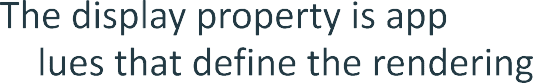 The display property is app
lues that define the rendering